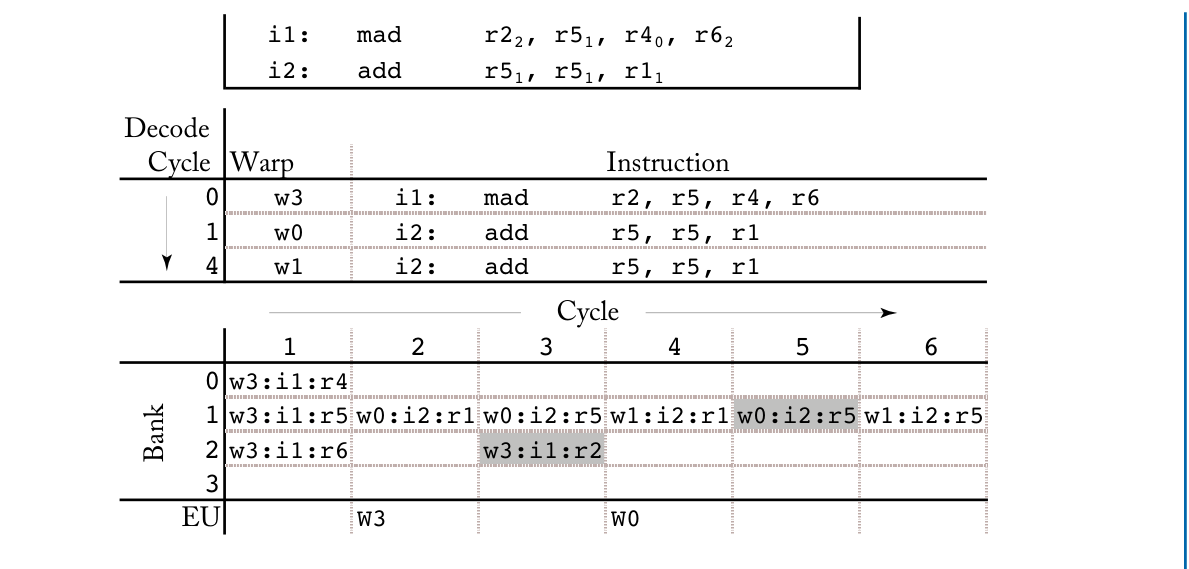 i1: mad r2₂, r5₁, r4₀, r6₂
i2: add r5₁, r5₁, r1₁
Decode
Cycle Warp Instruction
0 w3 i1: mad r2, r5, r4, r6
1 w0 i2: add r5, r5, r1
4 w1 i2: add r5, r5, r1
Cycle
1 2 3 4 5 6
Bank
0 w3:i1:r4
1 w3:i1:r5 w0:i2:r1 w0:i2:r5 w1:i2:r1 w0:i2:r5 w1:i2:r5
2 w3:i1:r6 w3:i1:r2
3
EU W3 W0